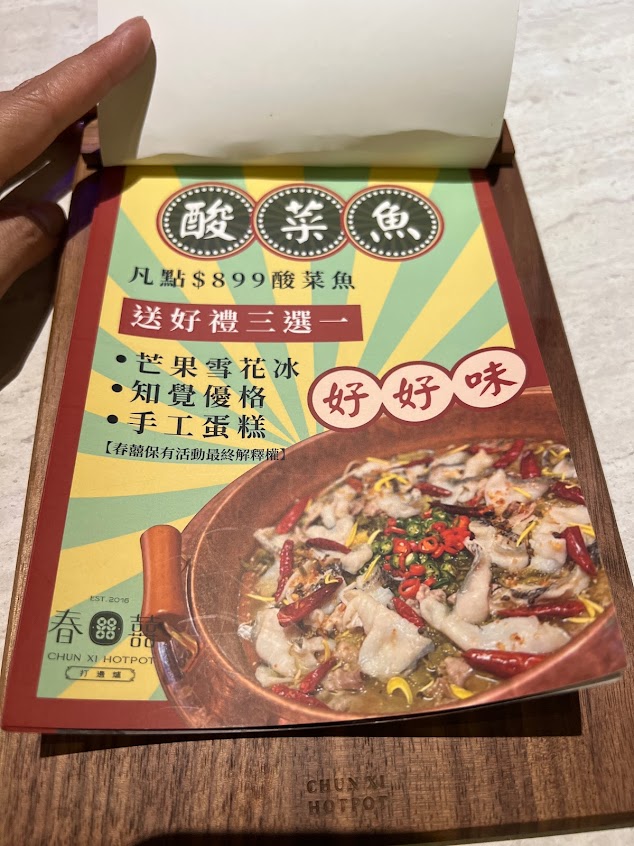 酸菜魚
凡點$899酸菜魚
送好禮三選一
•芒果雪花冰
•知覺優格
•手工蛋糕
【春囍保有活動最終解釋權】
好好味
EST.2016
春囍
CHUN XI HOTPOT
打邊爐
CHUN XI
HOTPOT